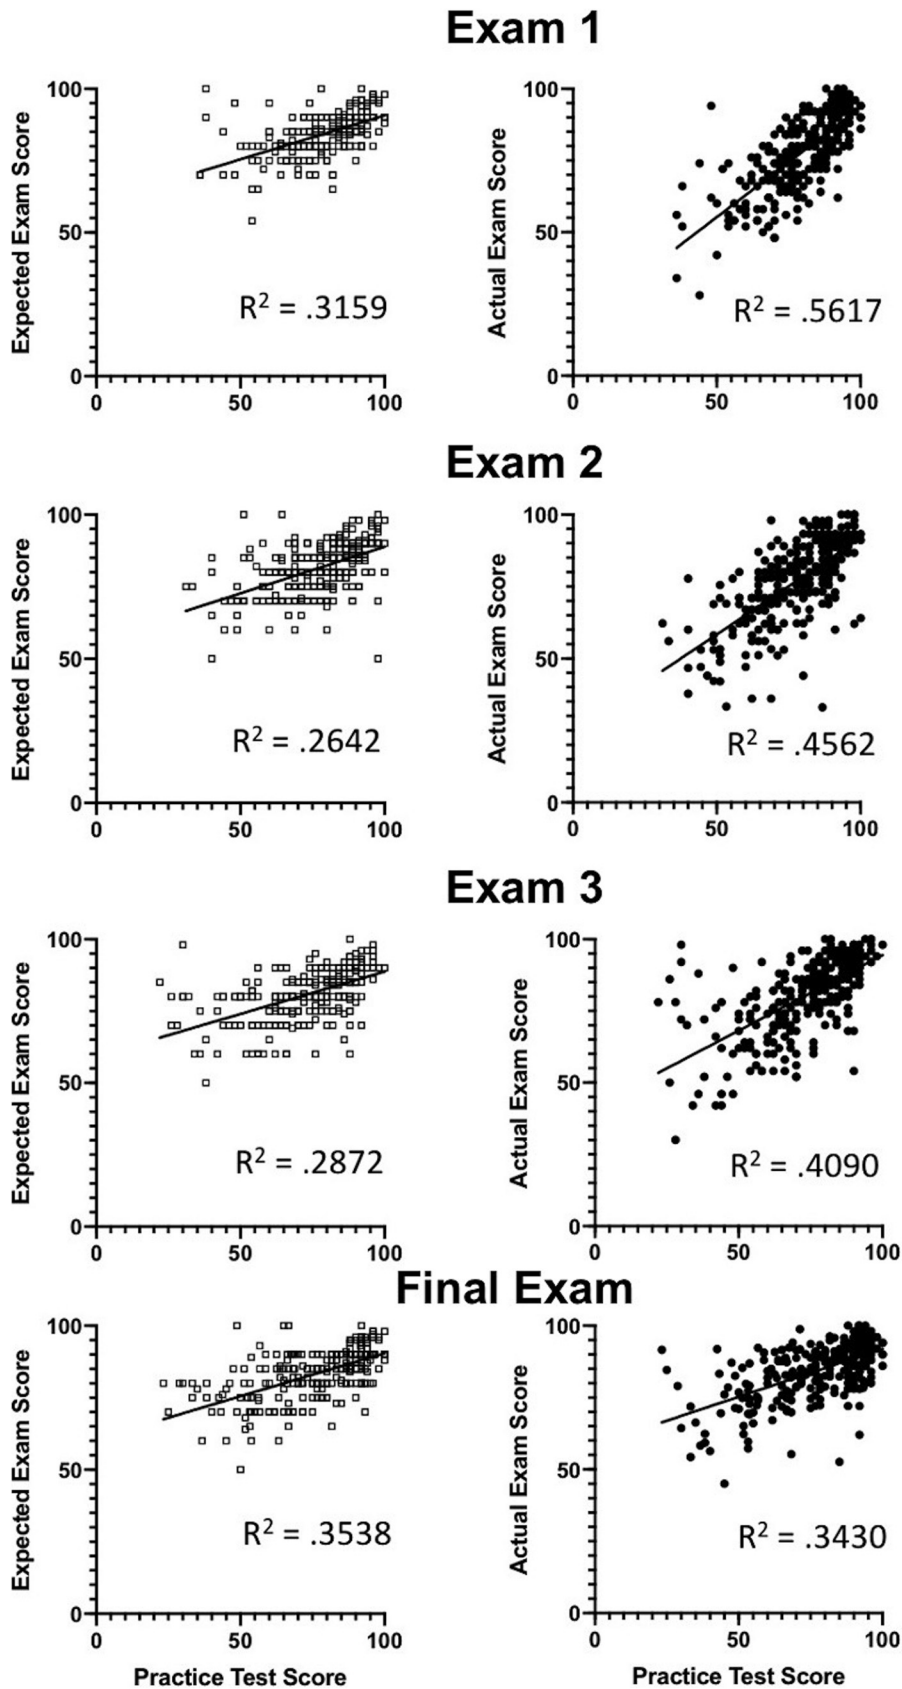 Exam 1
100
50
0
0 50 100
Expected Exam Score
R² = .3159
100
50
0
0 50 100
Actual Exam Score
R² = .5617
Exam 2
100
50
0
0 50 100
Expected Exam Score
R² = .2642
100
50
0
0 50 100
Actual Exam Score
R² = .4562
Exam 3
100
50
0
0 50 100
Expected Exam Score
R² = .2872
100
50
0
0 50 100
Actual Exam Score
R² = .4090
Final Exam
100
50
0
0 50 100
Expected Exam Score
R² = .3538
Practice Test Score
100
50
0
0 50 100
Actual Exam Score
R² = .3430
Practice Test Score